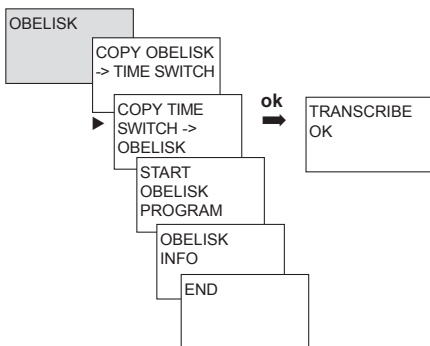 OBELISK
COPY OBELISK
-> TIME SWITCH
COPY TIME
SWITCH ->
OBELISK
ok
TRANSCRIBE
OK
START
OBELISK
PROGRAM
OBELISK
INFO
END